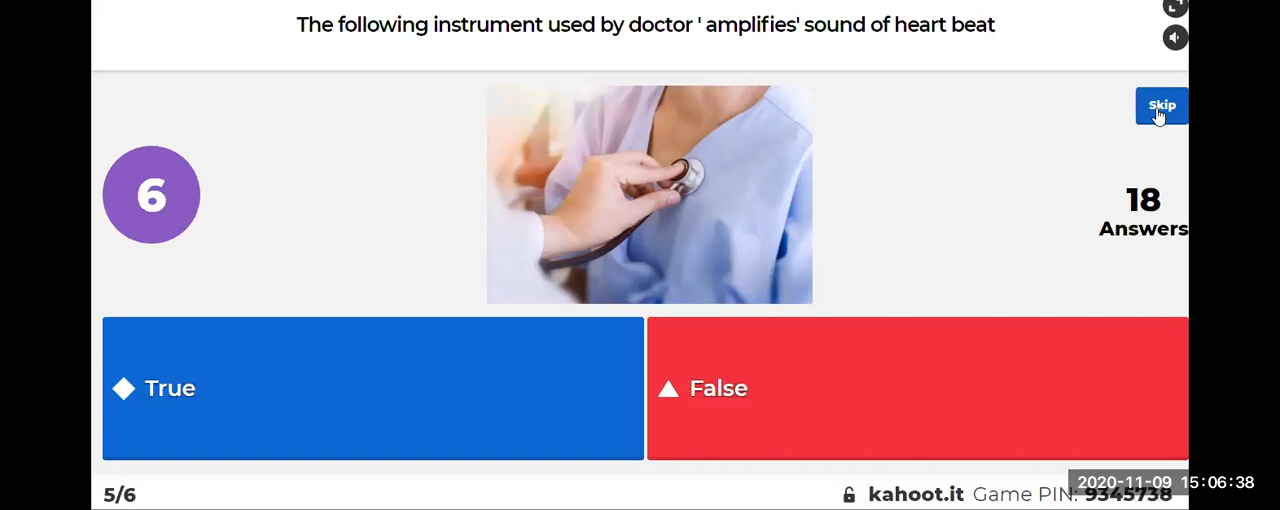 The following instrument used by doctor ' amplifies' sound of heart beat
Skip
6
18
Answers
True
False
5/6
kahoot.it Game PIN: 9345738
2020-11-09 15:06:38